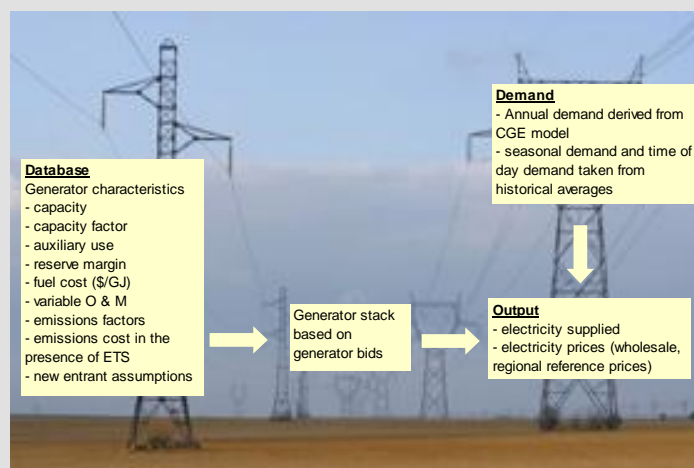 Database
Generator characteristics
- capacity
- capacity factor
- auxiliary use
- reserve margin
- fuel cost ($/GJ)
- variable O & M
- emissions factors
- emissions cost in the
presence of ETS
- new entrant assumptions
Generator stack
based on
generator bids
Demand
- Annual demand derived from
CGE model
- seasonal demand and time of
day demand taken from
historical averages
Output
- electricity supplied
- electricity prices (wholesale,
regional reference prices)